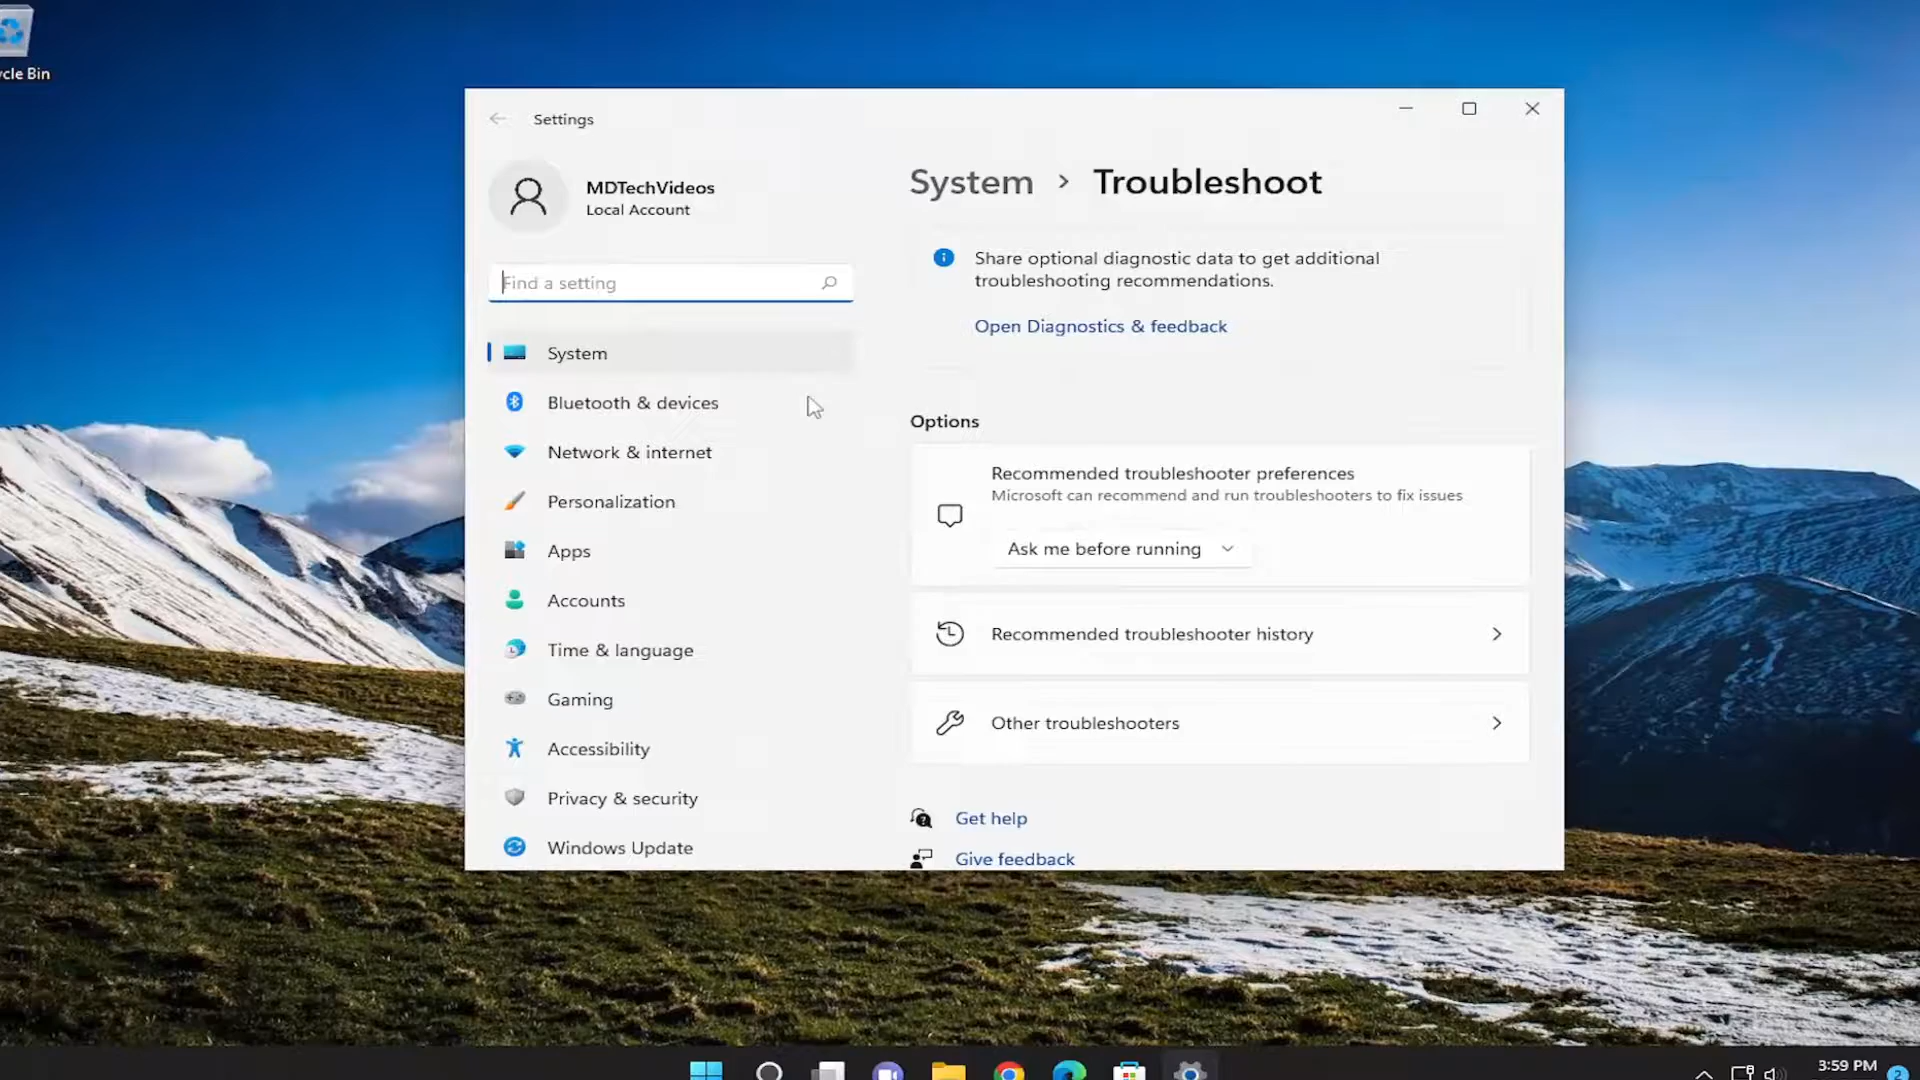 cle Bin
Settings
MDTechVideos
Local Account
Find a setting
System
Bluetooth & devices
Network & internet
Personalization
Apps
Accounts
Time & language
Gaming
Accessibility
Privacy & security
Windows Update
System > Troubleshoot
Share optional diagnostic data to get additional
troubleshooting recommendations.
Open Diagnostics & feedback
Options
Recommended troubleshooter preferences
Microsoft can recommend and run troubleshooters to fix issues
Ask me before running
Recommended troubleshooter history
Other troubleshooters
Get help
Give feedback
3:59 PM
2